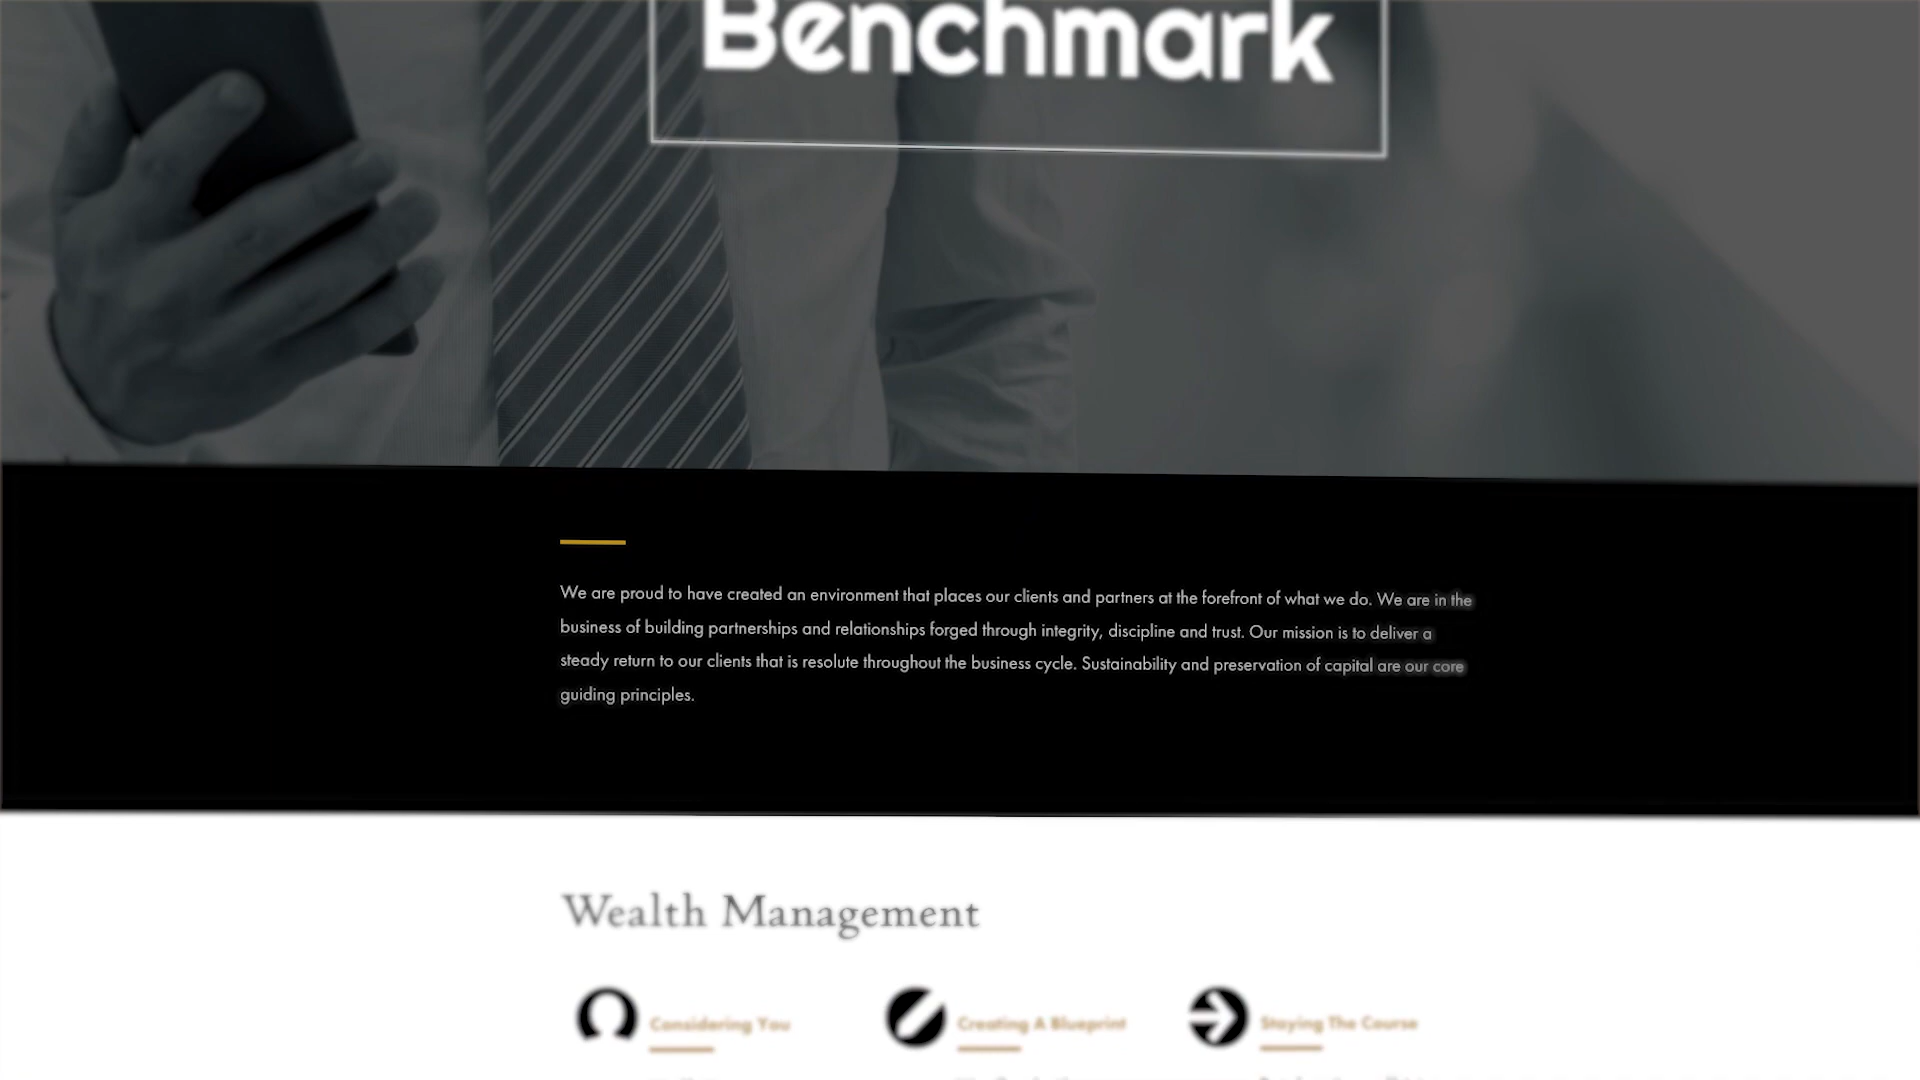 Benchmark
We are proud to have created an environment that places our clients and partners at the forefront of what we do. We are in the
business of building partnerships and relationships forged through integrity, discipline and trust. Our mission is to deliver a
steady return to our clients that is resolute throughout the business cycle. Sustainability and preservation of capital are our core
guiding principles.
Wealth Management
Considering You
Creating A Blueprint
Staying The Course